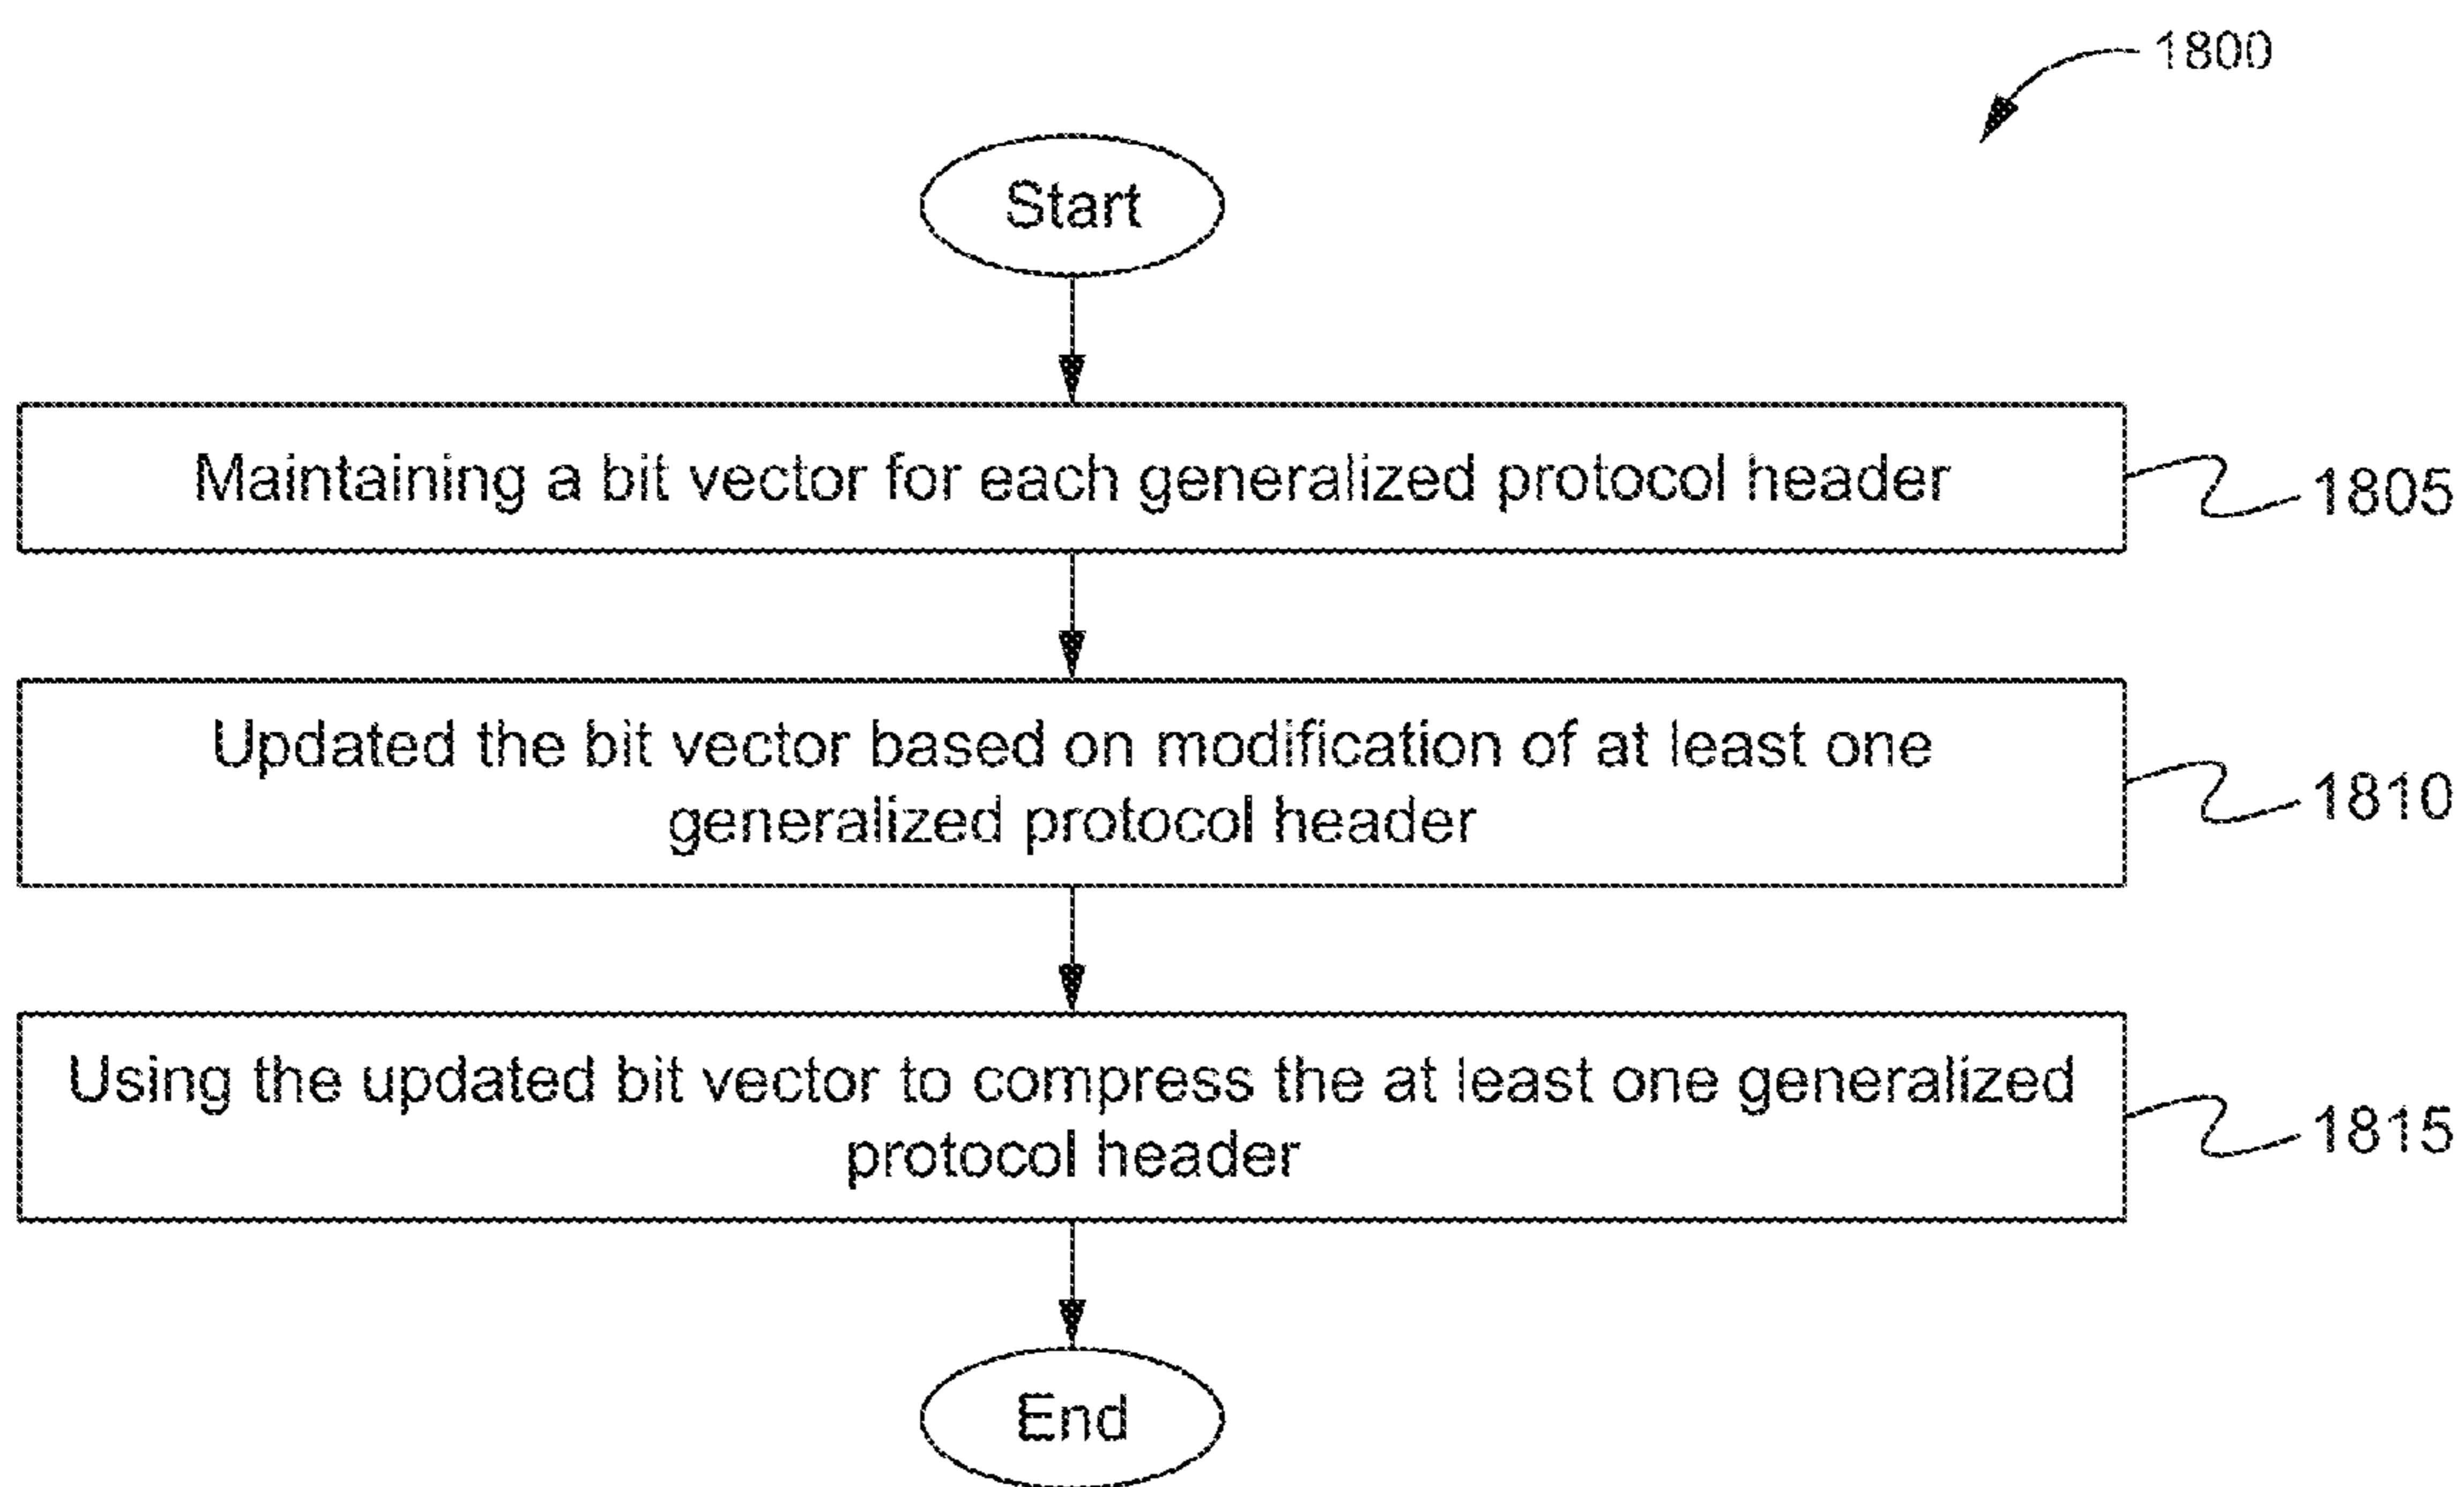 1800
Start
Maintaining a bit vector for each generalized protocol header
1805
Updated the bit vector based on modification of at least one
generalized protocol header
1810
Using the updated bit vector to compress the at least one generalized
protocol header
1815
End